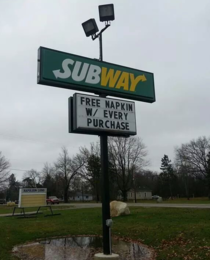 SUBWAY
FREE NAPKIN
W/ EVERY
PURCHASE